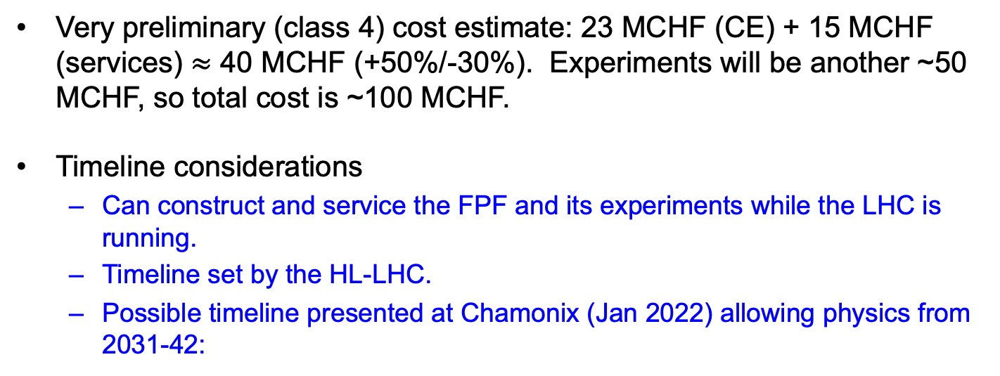 • Very preliminary (class 4) cost estimate: 23 MCHF (CE) + 15 MCHF
(services) ≈ 40 MCHF (+50%/-30%).  Experiments will be another ~50
MCHF, so total cost is ~100 MCHF.
• Timeline considerations
– Can construct and service the FPF and its experiments while the LHC is
running.
– Timeline set by the HL-LHC.
– Possible timeline presented at Chamonix (Jan 2022) allowing physics from
2031-42: